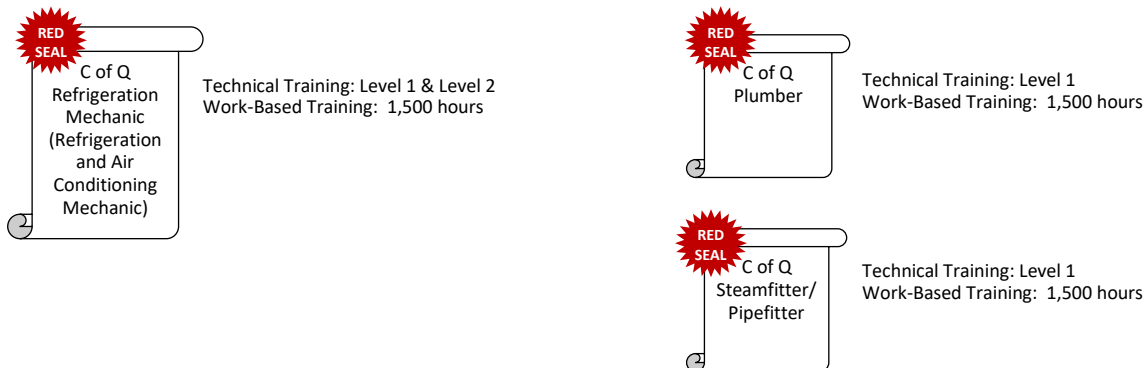 RED
SEAL
C of Q
Refrigeration
Mechanic
(Refrigeration
and Air
Conditioning
Mechanic)
Technical Training: Level 1 & Level 2
Work-Based Training: 1,500 hours
RED
SEAL
C of Q
Plumber
Technical Training: Level 1
Work-Based Training: 1,500 hours
RED
SEAL
C of Q
Steamfitter/
Pipefitter
Technical Training: Level 1
Work-Based Training: 1,500 hours